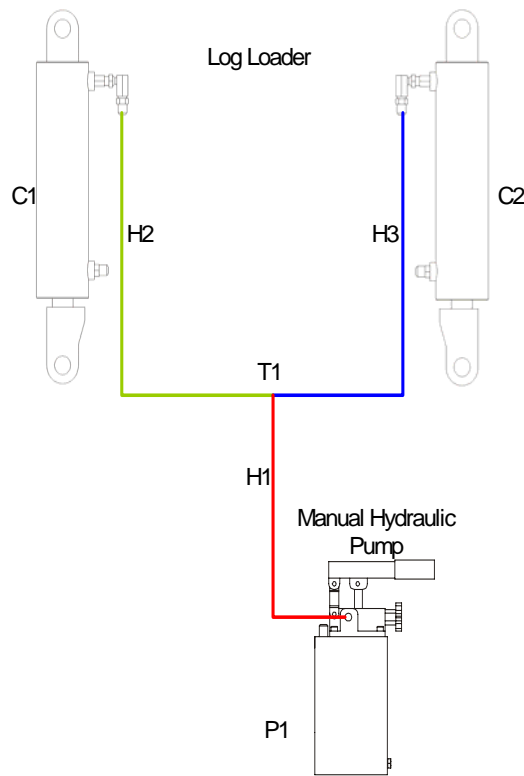 Log Loader
C1
C2
H2
H3
T1
H1
Manual Hydraulic
Pump
P1